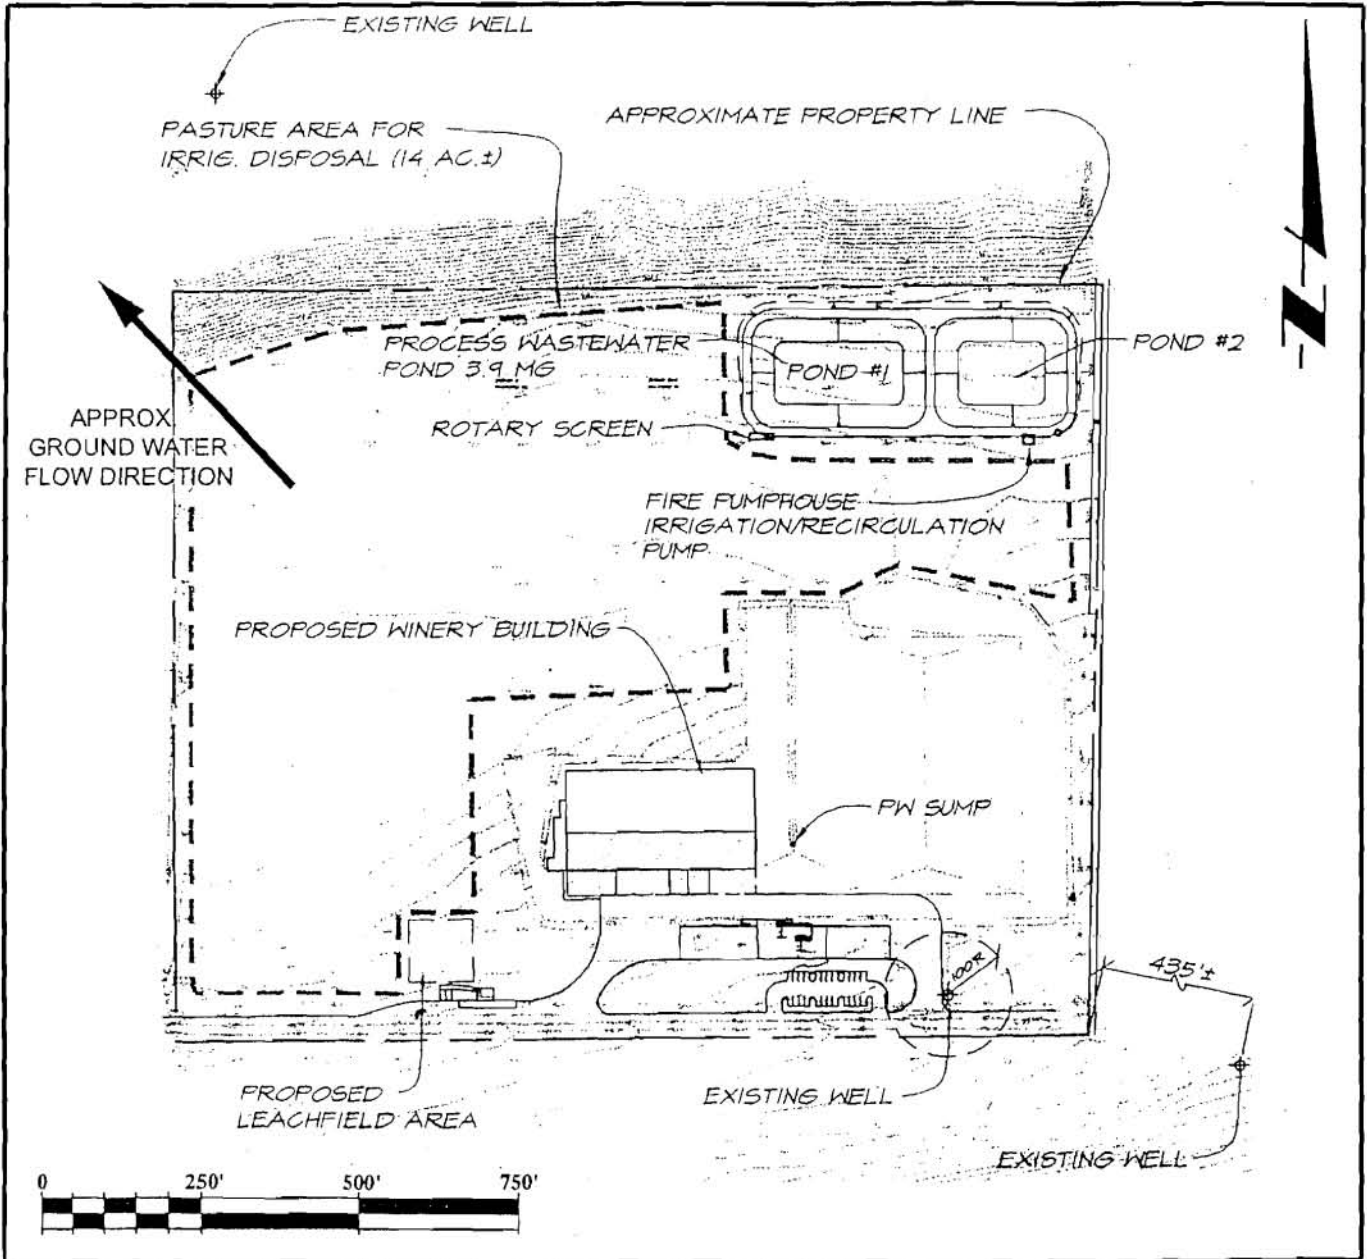 EXISTING WELL
PASTURE AREA FOR
IRRIG. DISPOSAL (14 AC.±)
APPROXIMATE PROPERTY LINE
N
PROCESS WASTEWATER
POND 3.9 MG
POND #1
POND #2
APPROX
GROUND WATER
FLOW DIRECTION
ROTARY SCREEN
FIRE PUMPHOUSE
IRRIGATION/RECIRCULATION
PUMP
PROPOSED WINERY BUILDING
PW SUMP
100'R
435'±
PROPOSED
LEACHFIELD AREA
EXISTING WELL
EXISTING WELL
0 250' 500' 750'